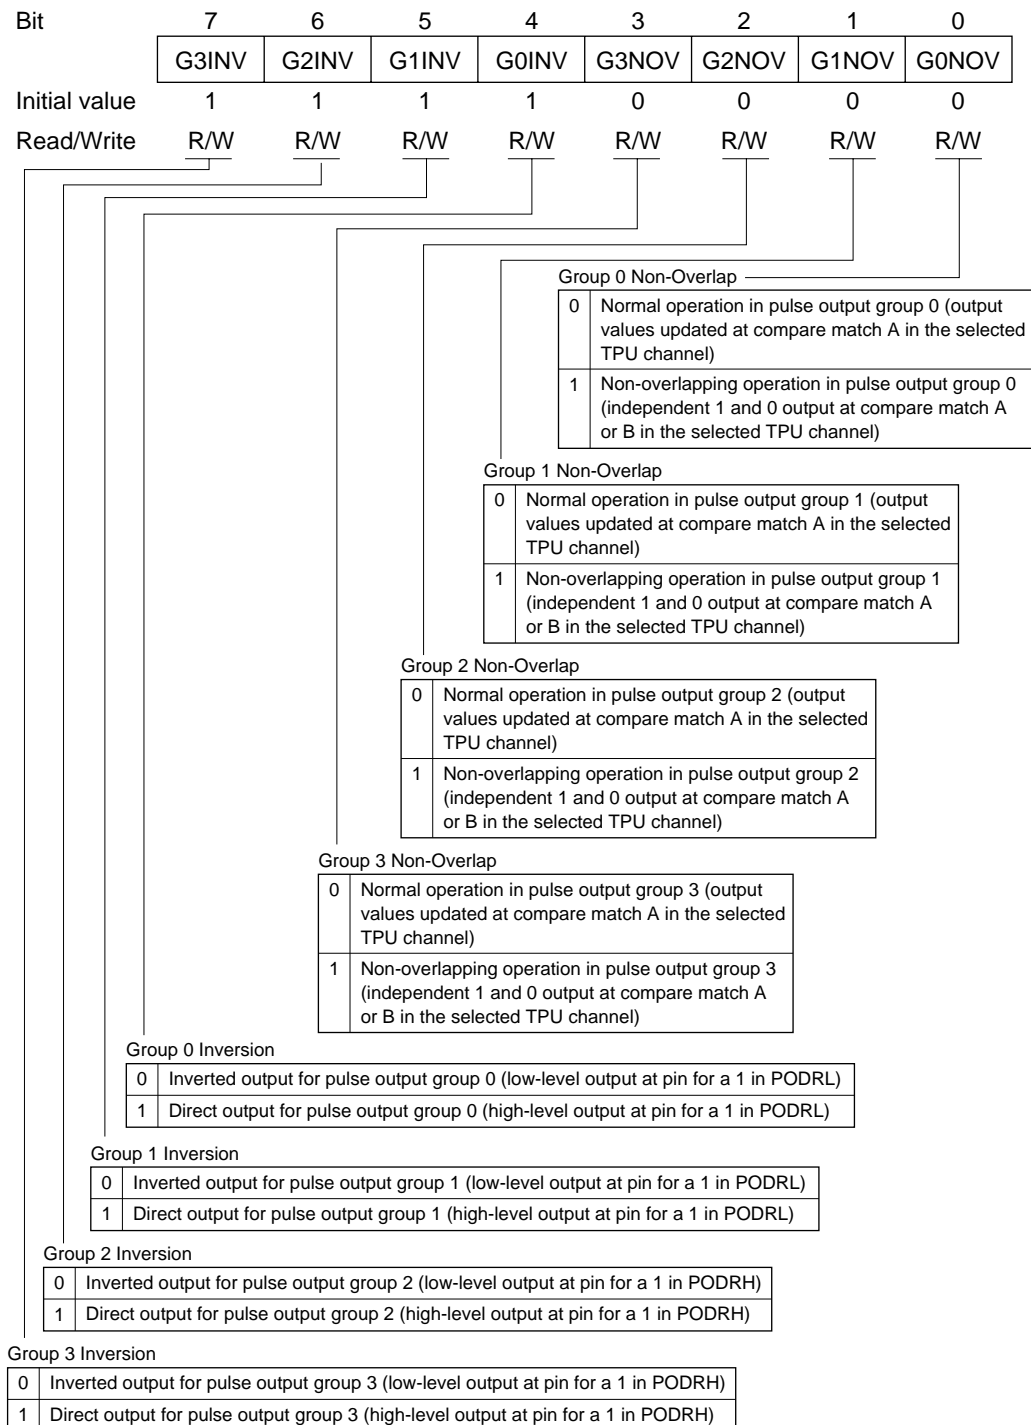 Bit 7 6 5 4 3 2 1 0
G3INV G2INV G1INV G0INV G3NOV G2NOV G1NOV G0NOV
Initial value 1 1 1 1 0 0 0 0
Read/Write R/W R/W R/W R/W R/W R/W R/W R/W
Group 0 Non-Overlap
0 Normal operation in pulse output group 0 (output
values updated at compare match A in the selected
TPU channel)
1 Non-overlapping operation in pulse output group 0
(independent 1 and 0 output at compare match A
or B in the selected TPU channel)
Group 1 Non-Overlap
0 Normal operation in pulse output group 1 (output
values updated at compare match A in the selected
TPU channel)
1 Non-overlapping operation in pulse output group 1
(independent 1 and 0 output at compare match A
or B in the selected TPU channel)
Group 2 Non-Overlap
0 Normal operation in pulse output group 2 (output
values updated at compare match A in the selected
TPU channel)
1 Non-overlapping operation in pulse output group 2
(independent 1 and 0 output at compare match A
or B in the selected TPU channel)
Group 3 Non-Overlap
0 Normal operation in pulse output group 3 (output
values updated at compare match A in the selected
TPU channel)
1 Non-overlapping operation in pulse output group 3
(independent 1 and 0 output at compare match A
or B in the selected TPU channel)
Group 0 Inversion
0 Inverted output for pulse output group 0 (low-level output at pin for a 1 in PODRL)
1 Direct output for pulse output group 0 (high-level output at pin for a 1 in PODRL)
Group 1 Inversion
0 Inverted output for pulse output group 1 (low-level output at pin for a 1 in PODRL)
1 Direct output for pulse output group 1 (high-level output at pin for a 1 in PODRL)
Group 2 Inversion
0 Inverted output for pulse output group 2 (low-level output at pin for a 1 in PODRH)
1 Direct output for pulse output group 2 (high-level output at pin for a 1 in PODRH)
Group 3 Inversion
0 Inverted output for pulse output group 3 (low-level output at pin for a 1 in PODRH)
1 Direct output for pulse output group 3 (high-level output at pin for a 1 in PODRH)